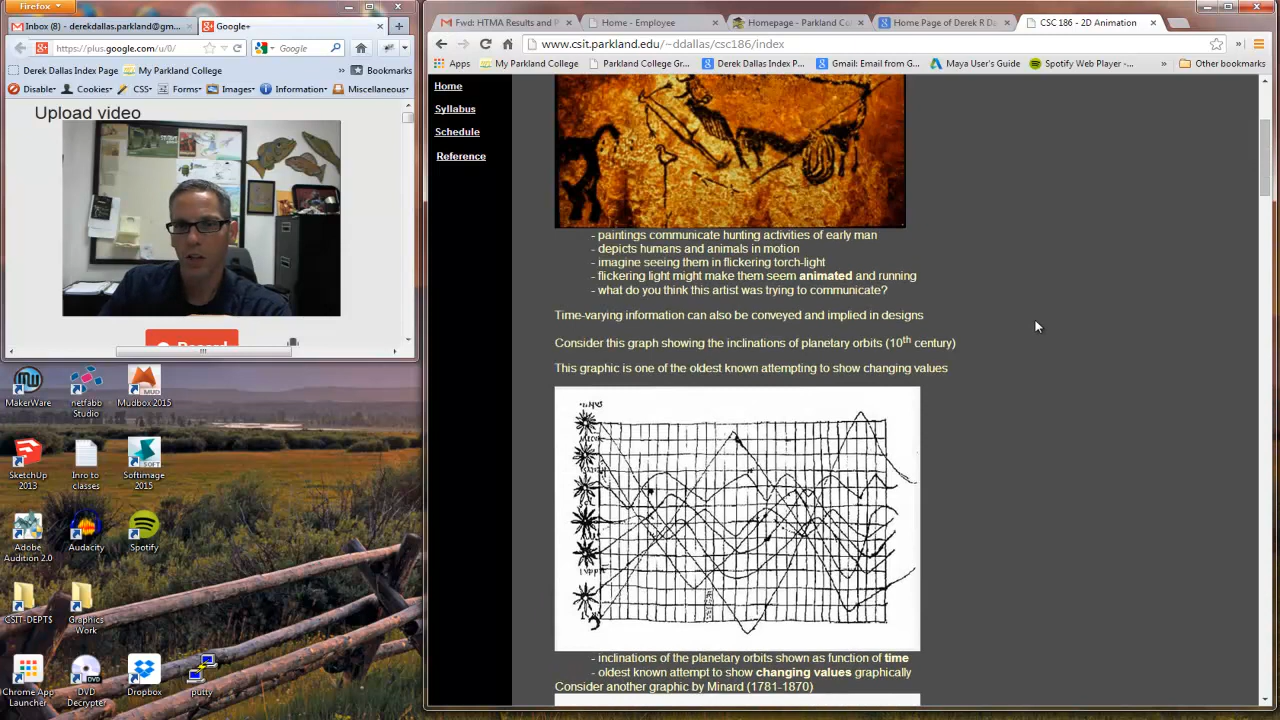 Firefox
Inbox (8) - derekdallas.parkland@gm...
Google+
https://plus.google.com/u/0/
Google
Derek Dallas Index Page
My Parkland College
Bookmarks
Disable
Cookies
CSS
Forms
Images
Information
Miscellaneous
Upload video
MakerWare
netfabb Studio
Mudbox 2015
SketchUp 2013
Inro to classes
Softimage 2015
Adobe Audition 2.0
Audacity
Spotify
CSIT-DEPT$
Graphics Work
Chrome App Launcher
DVD Decrypter
Dropbox
putty
Fwd: HTMA Results and P
Home - Employee
Homepage - Parkland Co
Home Page of Derek R Da
CSC 186 - 2D Animation
www.csit.parkland.edu/~ddallas/csc186/index
Apps
My Parkland College
Parkland College Gr...
Derek Dallas Index P...
Gmail: Email from G...
Maya User's Guide
Spotify Web Player -...
Other bookmarks
Home
Syllabus
Schedule
Reference
- paintings communicate hunting activities of early man
- depicts humans and animals in motion
- imagine seeing them in flickering torch-light
- flickering light might make them seem animated and running
- what do you think this artist was trying to communicate?
Time-varying information can also be conveyed and implied in designs
Consider this graph showing the inclinations of planetary orbits (10th century)
This graphic is one of the oldest known attempting to show changing values
- inclinations of the planetary orbits shown as function of time
- oldest known attempt to show changing values graphically
Consider another graphic by Minard (1781-1870)